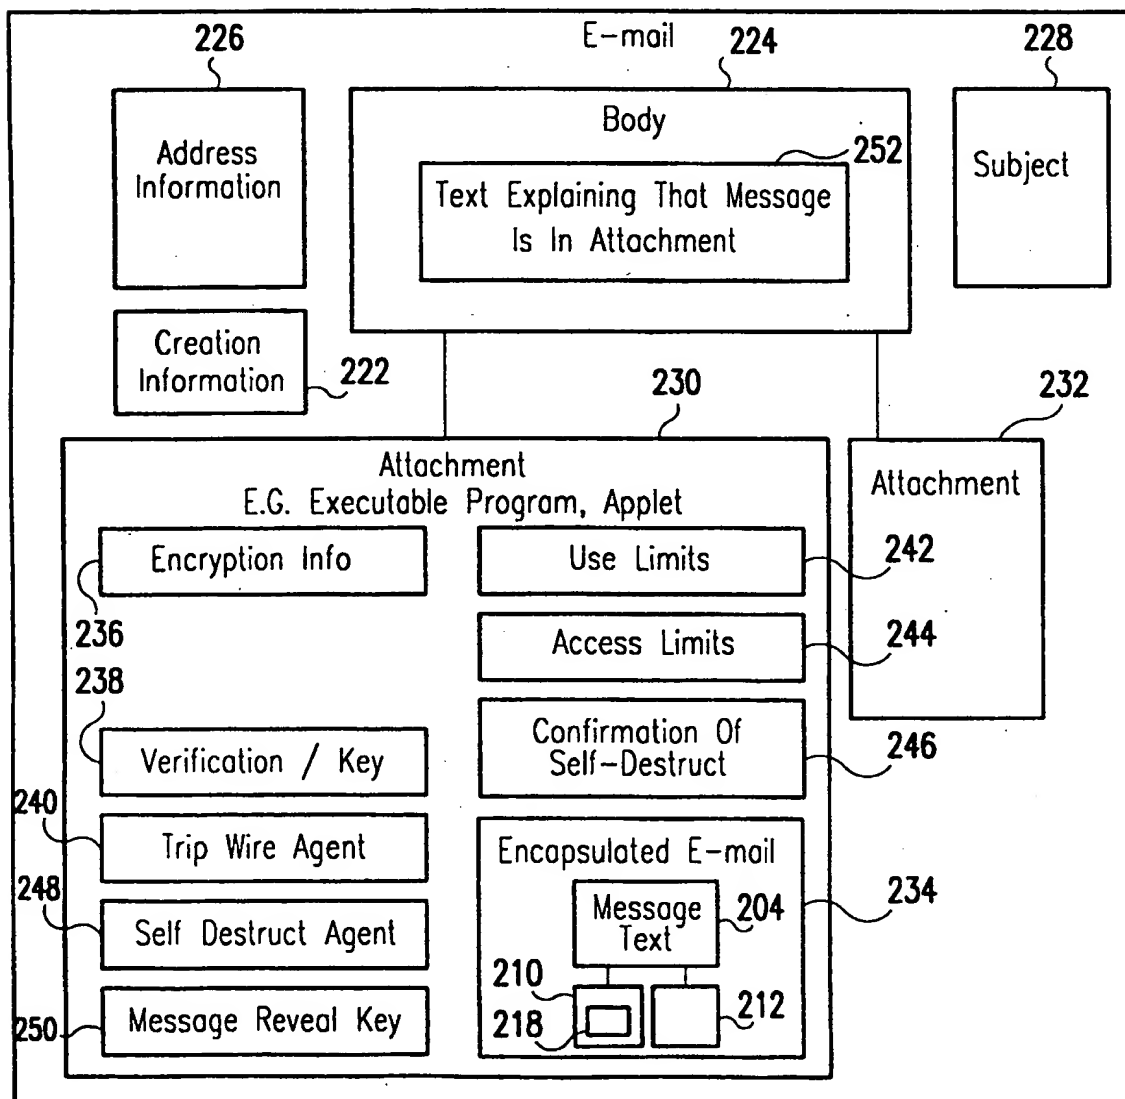 E-mail
226
224
228
Address
Information
Body
252
Text Explaining That Message
Is In Attachment
Subject
Creation
Information
222
230
232
Attachment
E.G. Executable Program, Applet
Attachment
Encryption Info
236
Use Limits
242
Access Limits
244
238
Verification / Key
Confirmation Of
Self-Destruct
246
240
Trip Wire Agent
248
Self Destruct Agent
250
Message Reveal Key
Encapsulated E-mail
234
Message
Text
204
210
218
212